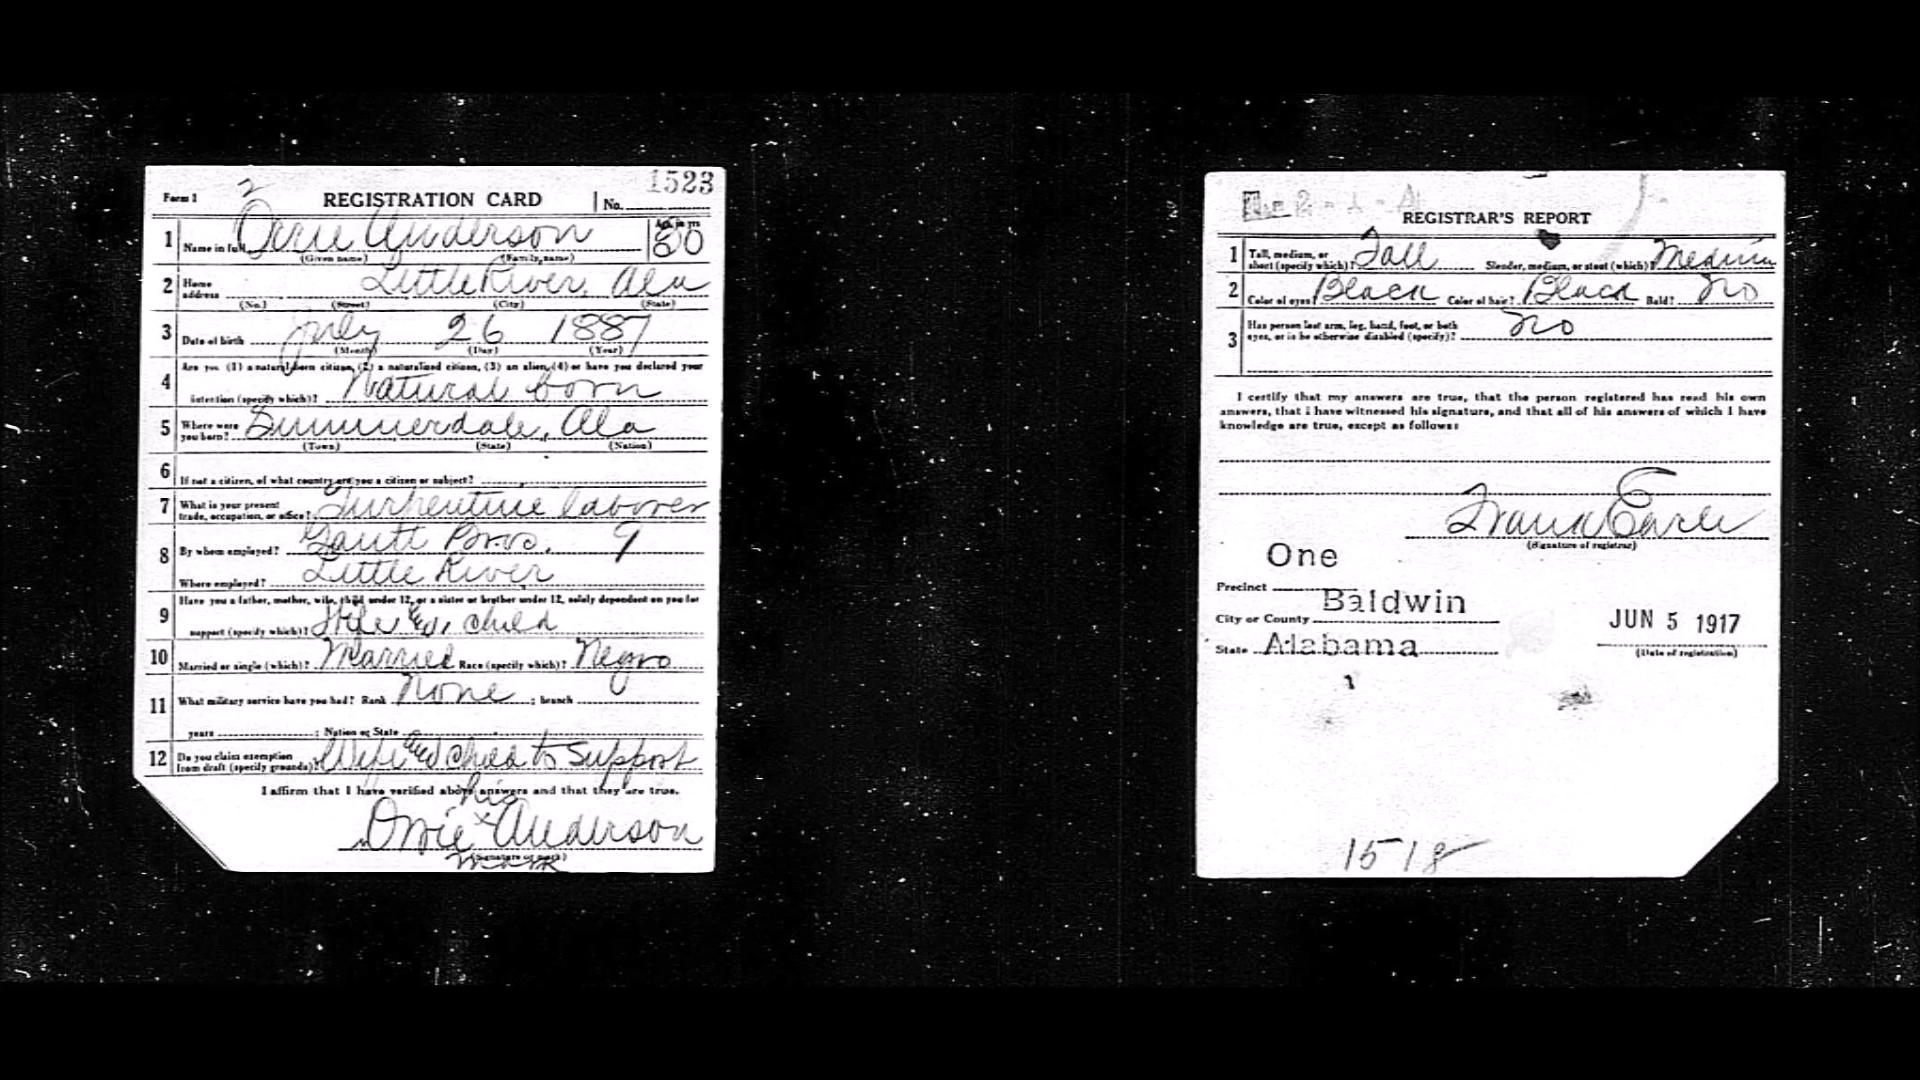 1523
Form 1 2 REGISTRATION CARD No.
1 Name in full Orrie Anderson Age, in yrs 30
(Given name) (Family name)
2 Home address Little River, Ala
(No.) (Street) (City) (State)
3 Date of birth July 26 1887
(Month) (Day) (Year)
4 Are you (1) a natural born citizen, (2) a naturalized citizen, (3) an alien, (4) or have you declared your
intention (specify which)? Natural born
5 Where were you born? Summerdale, Ala
(Town) (State) (Nation)
6 If not a citizen, of what country are you a citizen or subject?
7 What is your present trade, occupation, or office? Turpentine laborer
8 By whom employed? Gantt Bros. 9
Where employed? Little River
9 Have you a father, mother, wife, child under 12, or a sister or brother under 12, solely dependent on you for
support (specify which)? Wife & child
10 Married or single (which)? Married Race (specify which)? Negro
11 What military service have you had? Rank None ; branch
years ; Nation or State
12 Do you claim exemption from draft (specify grounds)? Wife and child to support
I affirm that I have verified above answers and that they are true.
his
Orrie x Anderson
(Signature or mark)
mark
REGISTRAR'S REPORT
1 Tall, medium, or short (specify which)? Tall Slender, medium, or stout (which)? Medium
2 Color of eyes? Black Color of hair? Black Bald? No
3 Has person lost arm, leg, hand, foot, or both eyes, or is he otherwise disabled (specify)? No
I certify that my answers are true, that the person registered has read his own
answers, that I have witnessed his signature, and that all of his answers of which I have
knowledge are true, except as follows:
Frank Earle
(Signature of registrar)
Precinct One
City or County Baldwin
State Alabama
JUN 5 1917
(Date of registration)
1518